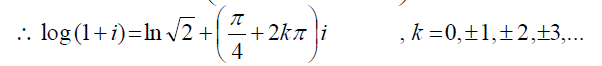 ∴ log(1+i)=ln√2+(π/4+2kπ)i , k=0,±1,±2,±3,...